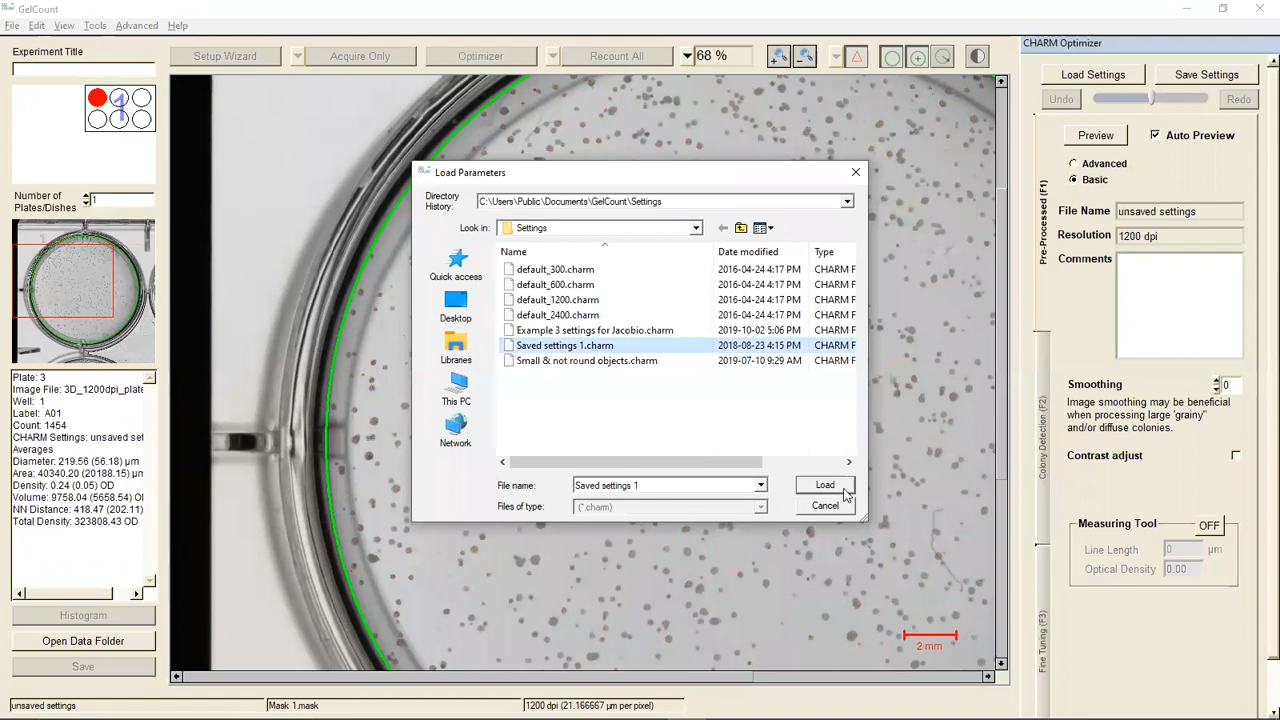 GelCount
File Edit View Tools Advanced Help
Experiment Title
1
Number of
Plates/Dishes
1
Plate: 3
Image File: 3D_1200dpi_plate
Well: 1
Label: A01
Count: 1454
CHARM Settings: unsaved set
Averages
Diameter: 219.56 (56.18) µm
Area: 40340.20 (20188.15) µm
Density: 0.24 (0.05) OD
Volume: 9758.04 (5658.54) OD
NN Distance: 418.47 (202.11)
Total Density: 323808.43 OD
Histogram
Open Data Folder
Save
Setup Wizard Acquire Only Optimizer Recount All 68 %
2 mm
Load Parameters
Directory
History:
C:\Users\Public\Documents\GelCount\Settings
Look in: Settings
Quick access
Desktop
Libraries
This PC
Network
Name Date modified Type
default_300.charm 2016-04-24 4:17 PM CHARM F
default_600.charm 2016-04-24 4:17 PM CHARM F
default_1200.charm 2016-04-24 4:17 PM CHARM F
default_2400.charm 2016-04-24 4:17 PM CHARM F
Example 3 settings for Jacobio.charm 2019-10-02 5:06 PM CHARM F
Saved settings 1.charm 2018-08-23 4:15 PM CHARM F
Small & not round objects.charm 2019-07-10 9:29 AM CHARM F
File name: Saved settings 1 Load
Files of type: (*.charm) Cancel
CHARM Optimizer
Load Settings Save Settings
Undo Redo
Pre-Processed (F1)
Colony Detection (F2)
Fine Tuning (F3)
Preview Auto Preview
Advanced
Basic
File Name unsaved settings
Resolution 1200 dpi
Comments
Smoothing 0
Image smoothing may be beneficial
when processing large 'grainy''
and/or diffuse colonies.
Contrast adjust
Measuring Tool OFF
Line Length 0 µm
Optical Density 0.00
unsaved settings Mask 1.mask 1200 dpi (21.166667 µm per pixel)